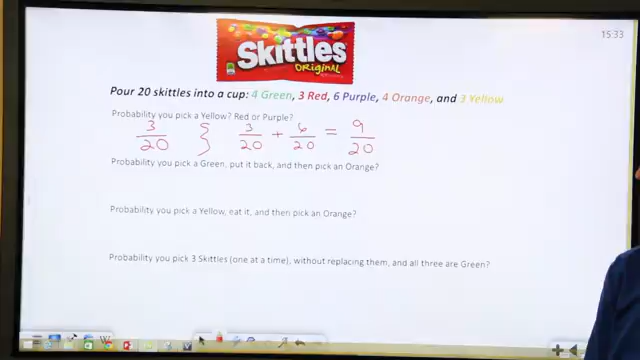 15:33
Skittles
ORIGINAL
Pour 20 skittles into a cup: 4 Green, 3 Red, 6 Purple, 4 Orange, and 3 Yellow
Probability you pick a Yellow? Red or Purple?
3/20 } 3/20 + 6/20 = 9/20
Probability you pick a Green, put it back, and then pick an Orange?
Probability you pick a Yellow, eat it, and then pick an Orange?
Probability you pick 3 Skittles (one at a time), without replacing them, and all three are Green?